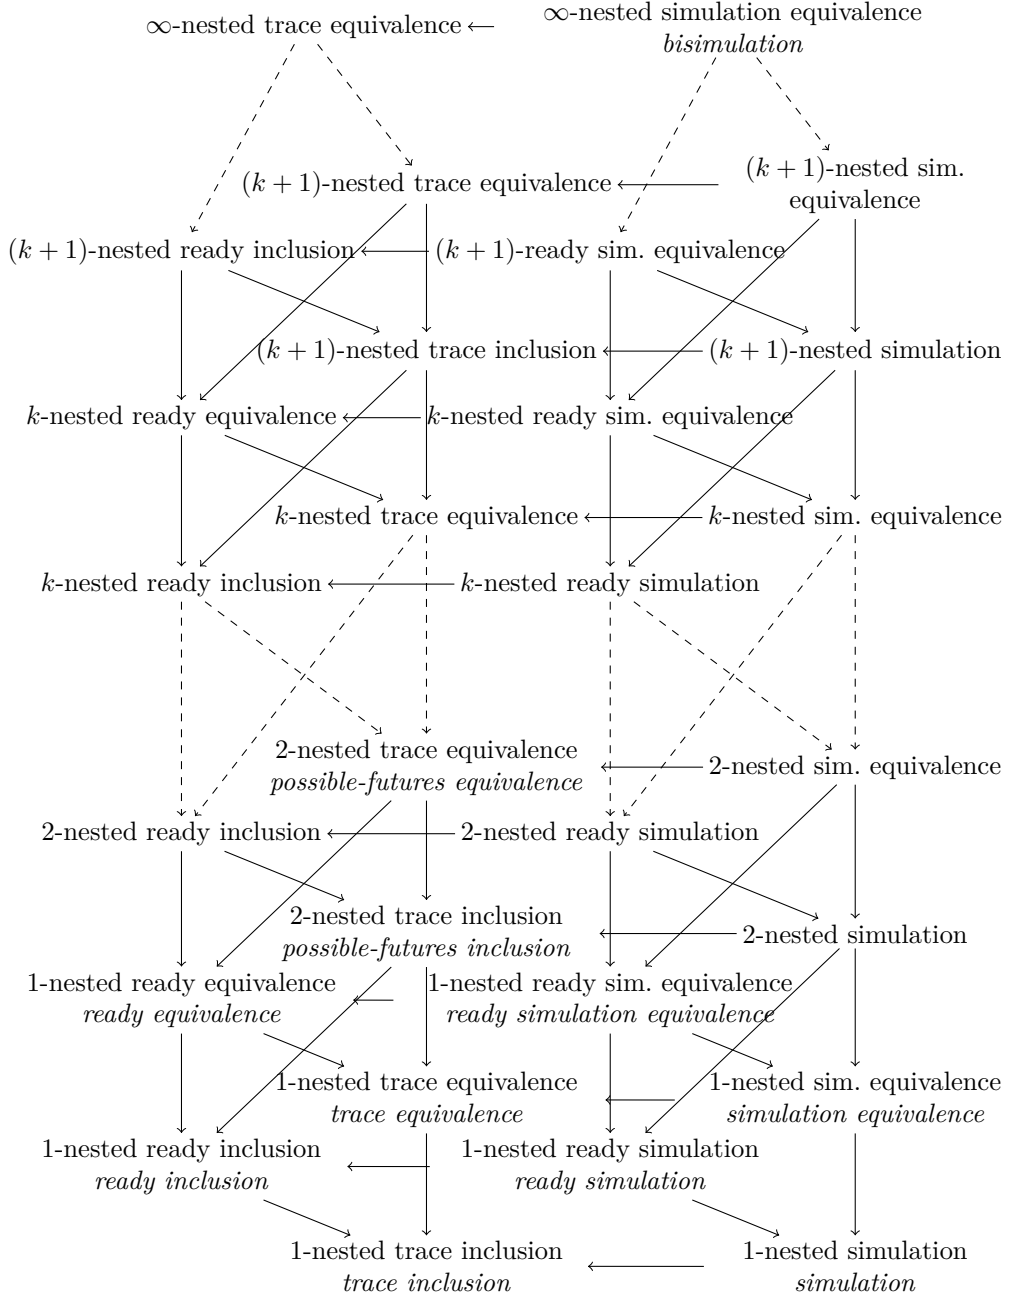 ∞-nested trace equivalence
∞-nested simulation equivalence
bisimulation
(k + 1)-nested trace equivalence
(k + 1)-nested sim.
equivalence
(k + 1)-nested ready inclusion
(k + 1)-ready sim. equivalence
(k + 1)-nested trace inclusion
(k + 1)-nested simulation
k-nested ready equivalence
k-nested ready sim. equivalence
k-nested trace equivalence
k-nested sim. equivalence
k-nested ready inclusion
k-nested ready simulation
2-nested trace equivalence
possible-futures equivalence
2-nested sim. equivalence
2-nested ready inclusion
2-nested ready simulation
2-nested trace inclusion
possible-futures inclusion
2-nested simulation
1-nested ready equivalence
ready equivalence
1-nested ready sim. equivalence
ready simulation equivalence
1-nested trace equivalence
trace equivalence
1-nested sim. equivalence
simulation equivalence
1-nested ready inclusion
ready inclusion
1-nested ready simulation
ready simulation
1-nested trace inclusion
trace inclusion
1-nested simulation
simulation